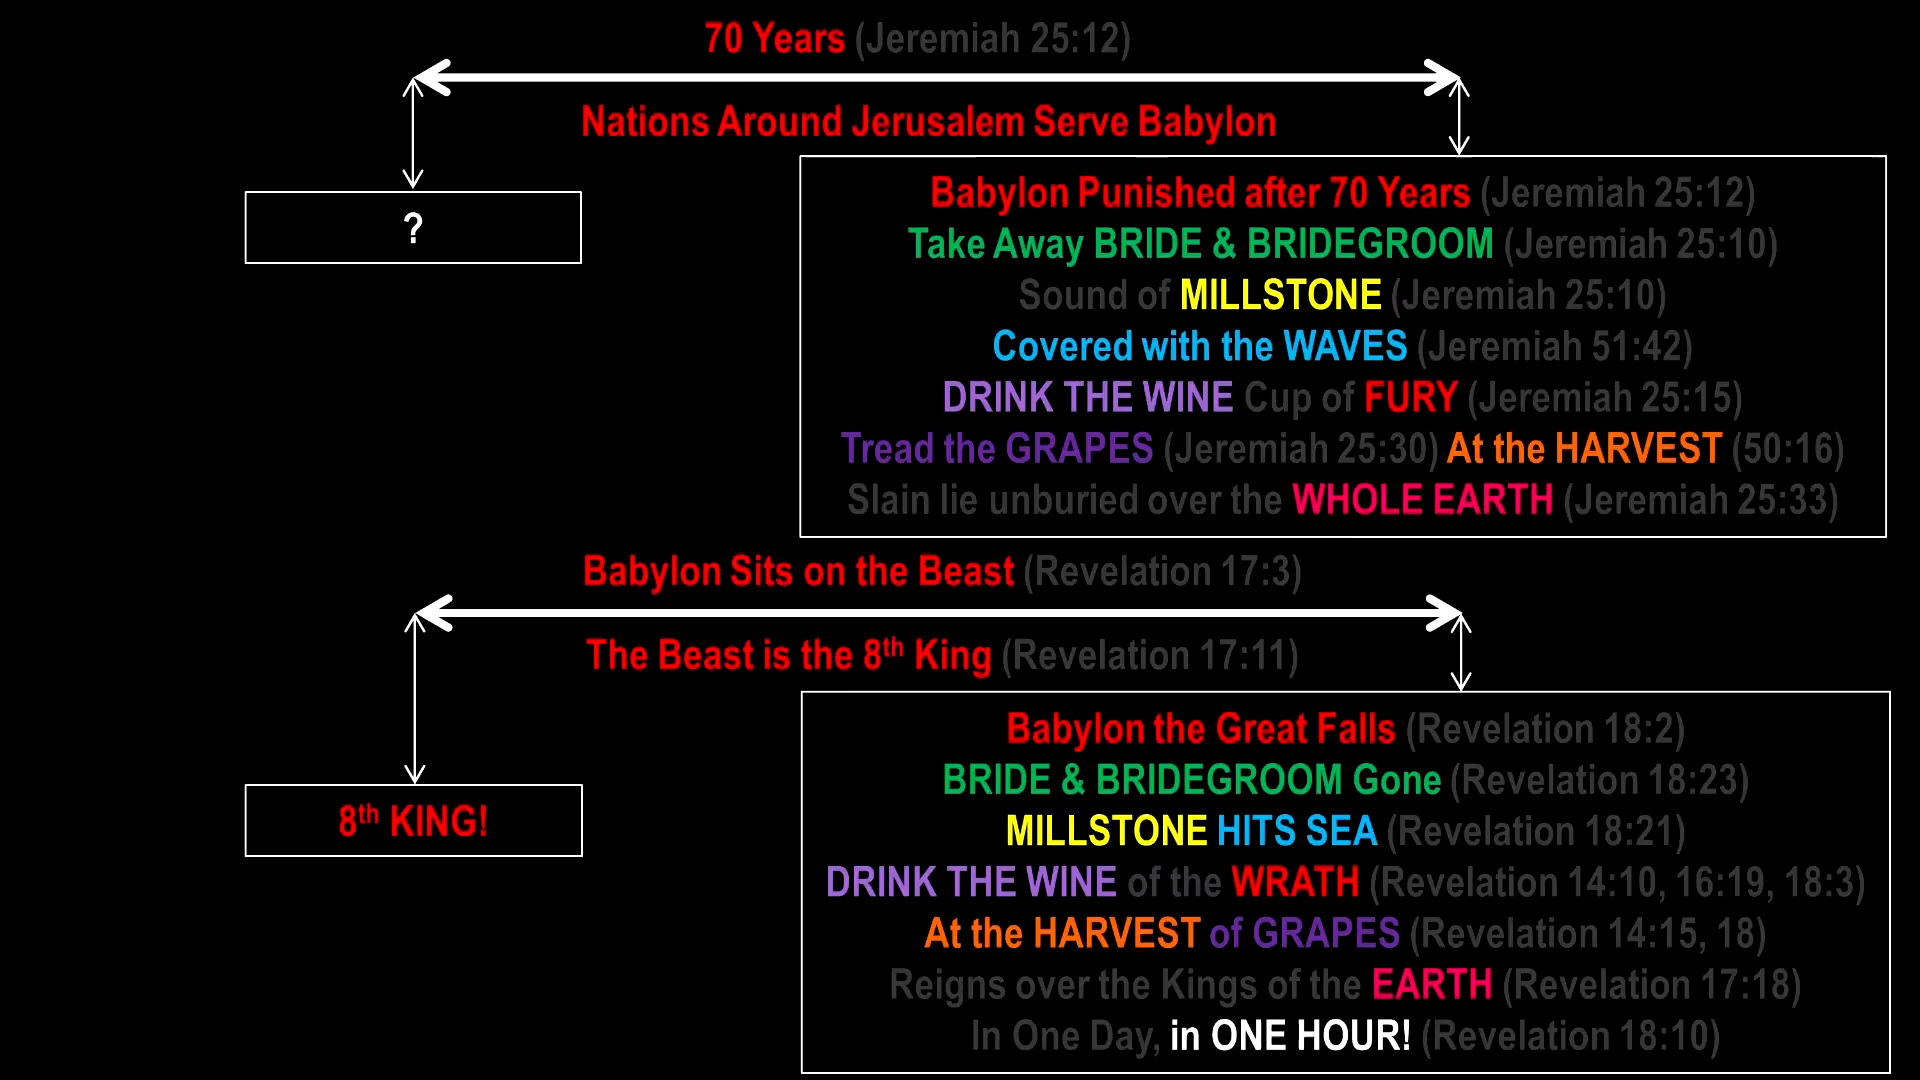 70 Years (Jeremiah 25:12)
Nations Around Jerusalem Serve Babylon
?
Babylon Punished after 70 Years (Jeremiah 25:12)
Take Away BRIDE & BRIDEGROOM (Jeremiah 25:10)
Sound of MILLSTONE (Jeremiah 25:10)
Covered with the WAVES (Jeremiah 51:42)
DRINK THE WINE Cup of FURY (Jeremiah 25:15)
Tread the GRAPES (Jeremiah 25:30) At the HARVEST (50:16)
Slain lie unburied over the WHOLE EARTH (Jeremiah 25:33)
Babylon Sits on the Beast (Revelation 17:3)
The Beast is the 8th King (Revelation 17:11)
8th KING!
Babylon the Great Falls (Revelation 18:2)
BRIDE & BRIDEGROOM Gone (Revelation 18:23)
MILLSTONE HITS SEA (Revelation 18:21)
DRINK THE WINE of the WRATH (Revelation 14:10, 16:19, 18:3)
At the HARVEST of GRAPES (Revelation 14:15, 18)
Reigns over the Kings of the EARTH (Revelation 17:18)
In One Day, in ONE HOUR! (Revelation 18:10)